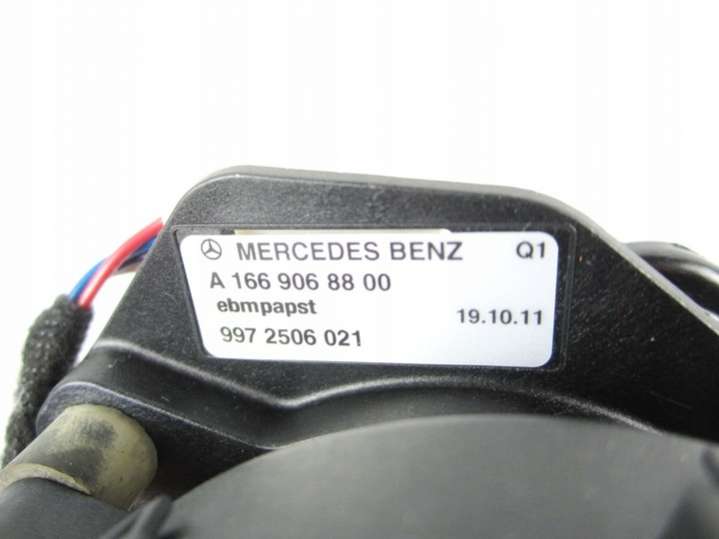 MERCEDES BENZ Q1
A 166 906 88 00
ebmpapst 19.10.11
997 2506 021